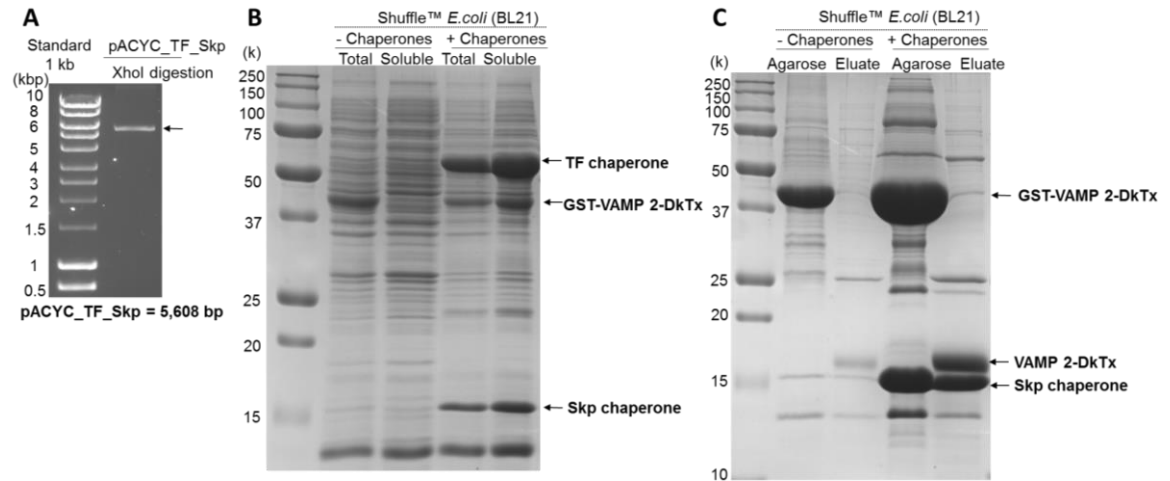 A
pACYC_TF_Skp
Standard
1 kb
XhoI digestion
(kbp)
10
8
6
5
4
3
2
1.5
1
0.5
pACYC_TF_Skp = 5,608 bp
B
Shuffle™ E.coli (BL21)
- Chaperones + Chaperones
(k)
Total Soluble Total Soluble
250
150
100
75
50
37
25
20
15
TF chaperone
GST-VAMP 2-DkTx
Skp chaperone
C
Shuffle™ E.coli (BL21)
- Chaperones + Chaperones
(k)
Agarose Eluate Agarose Eluate
250
150
100
75
50
37
25
20
15
10
GST-VAMP 2-DkTx
VAMP 2-DkTx
Skp chaperone